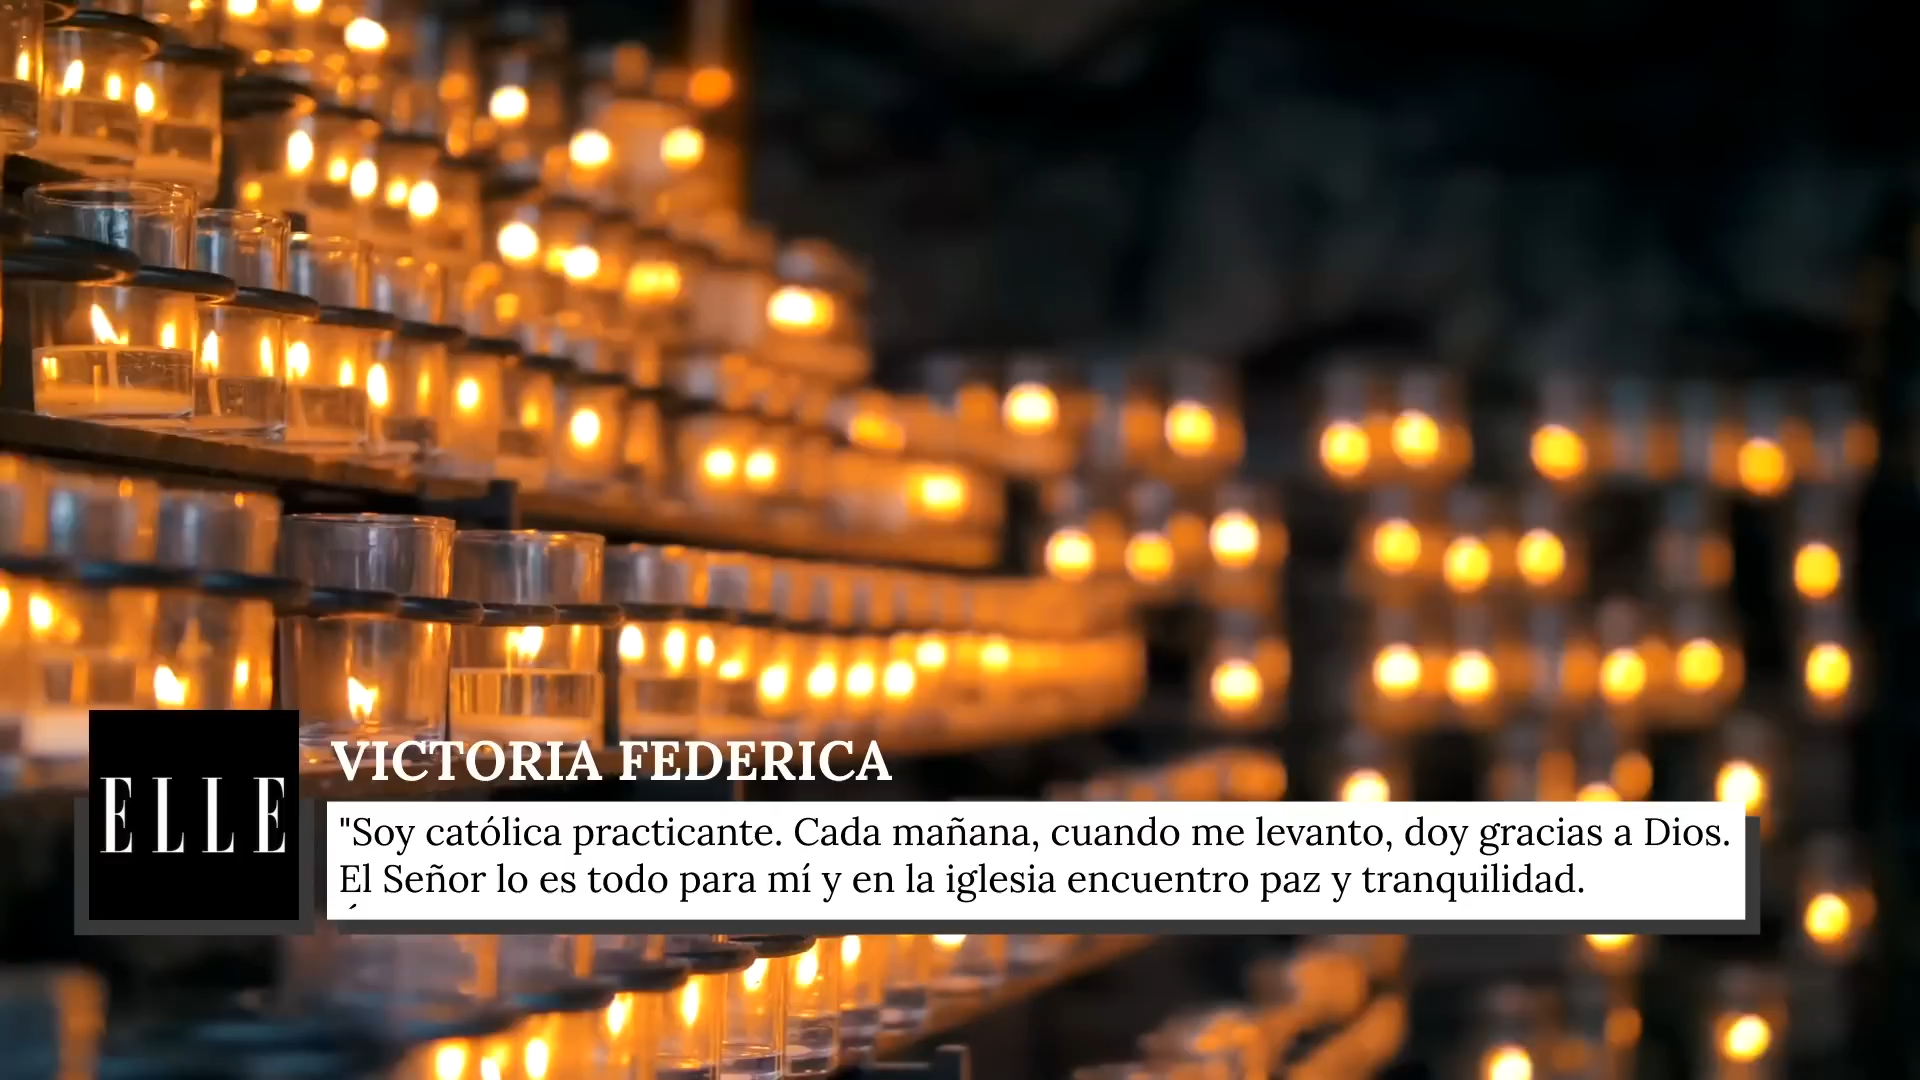 ELLE
VICTORIA FEDERICA
"Soy católica practicante. Cada mañana, cuando me levanto, doy gracias a Dios.
El Señor lo es todo para mí y en la iglesia encuentro paz y tranquilidad.